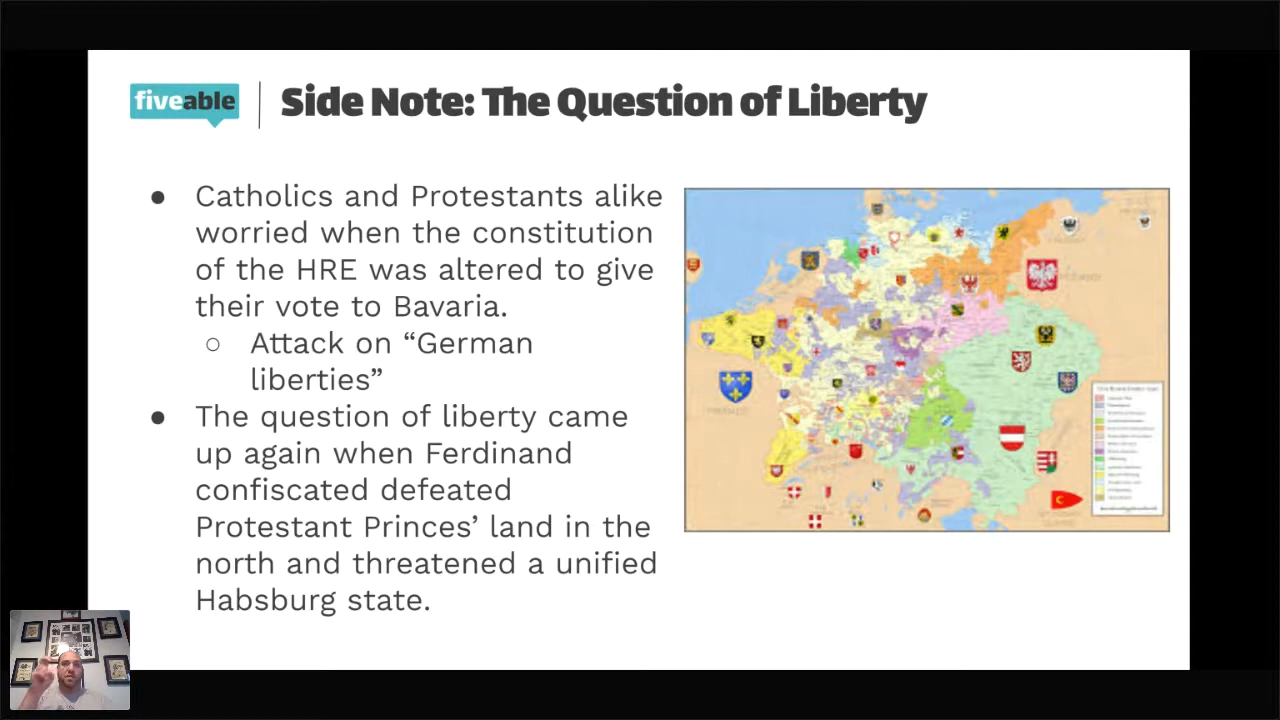 fiveable
Side Note: The Question of Liberty
● Catholics and Protestants alike
worried when the constitution
of the HRE was altered to give
their vote to Bavaria.
○ Attack on “German
liberties”
● The question of liberty came
up again when Ferdinand
confiscated defeated
Protestant Princes’ land in the
north and threatened a unified
Habsburg state.